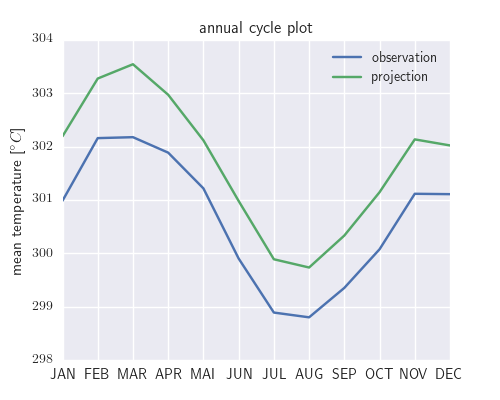 annual cycle plot
304
303
302
301
300
299
298
mean temperature [°C]
observation
projection
JAN FEB MAR APR MAI JUN JUL AUG SEP OCT NOV DEC